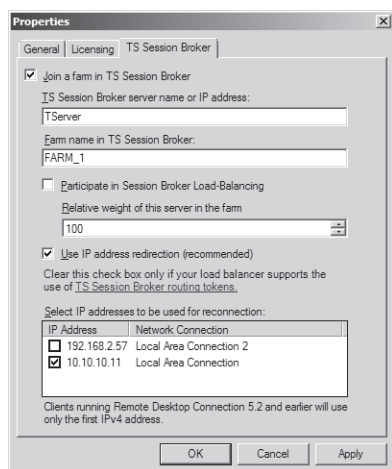 Properties
General
Licensing
TS Session Broker
Join a farm in TS Session Broker
TS Session Broker server name or IP address:
TServer
Farm name in TS Session Broker:
FARM_1
Participate in Session Broker Load-Balancing
Relative weight of this server in the farm
100
Use IP address redirection (recommended)
Clear this check box only if your load balancer supports the
use of TS Session Broker routing tokens.
Select IP addresses to be used for reconnection:
IP Address Network Connection
192.168.2.57 Local Area Connection 2
10.10.10.11 Local Area Connection
Clients running Remote Desktop Connection 5.2 and earlier will use
only the first IPv4 address.
OK Cancel Apply